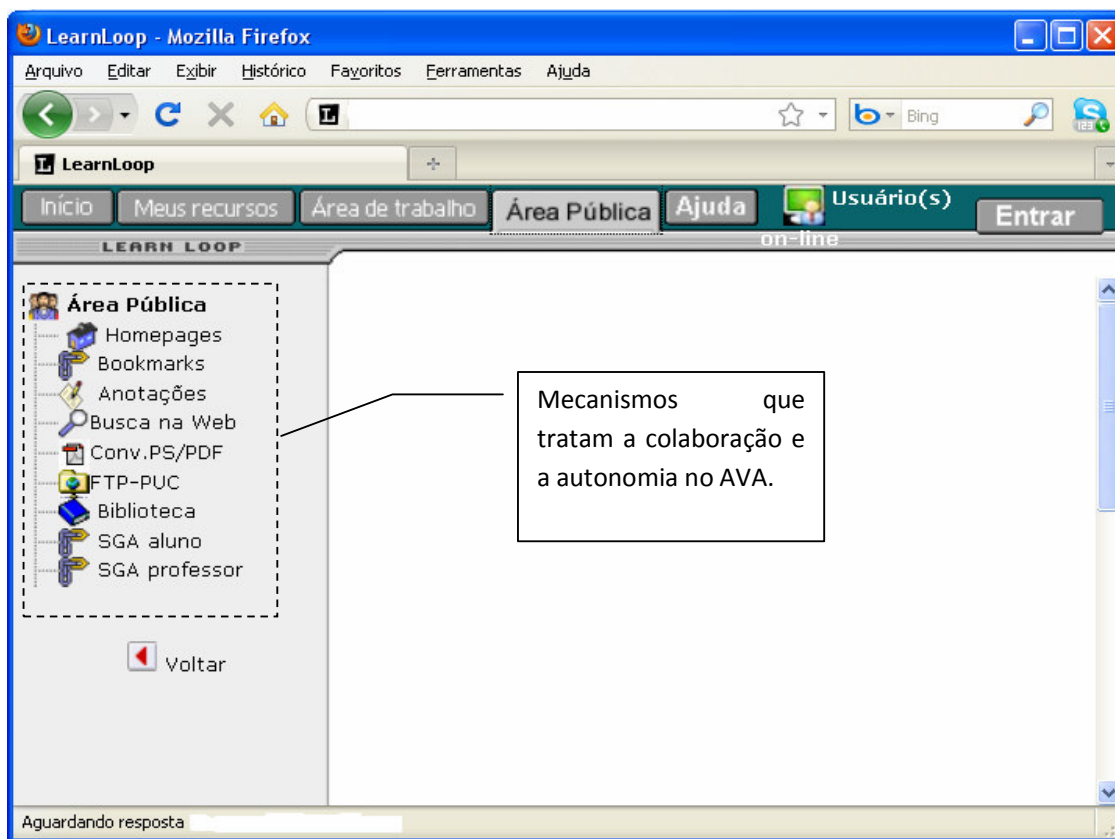 LearnLoop - Mozilla Firefox
Arquivo Editar Exibir Histórico Favoritos Ferramentas Ajuda
L Bing
L LearnLoop
Início Meus recursos Área de trabalho Área Pública Ajuda Usuário(s) Entrar
on-line
LEARN LOOP
Área Pública
Homepages
Bookmarks
Anotações
Busca na Web
Conv.PS/PDF
FTP-PUC
Biblioteca
SGA aluno
SGA professor
Voltar
Mecanismos que
tratam a colaboração e
a autonomia no AVA.
Aguardando resposta